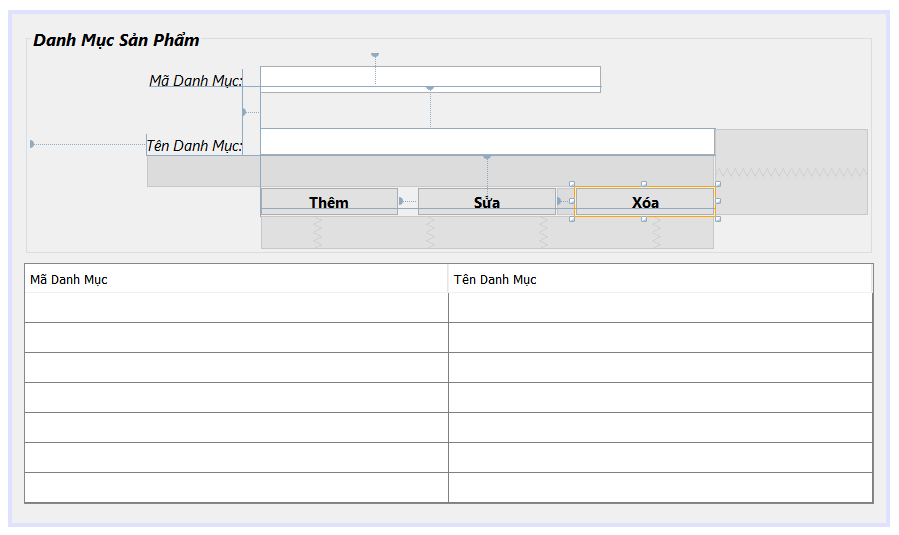 Danh Mục Sản Phẩm
Mã Danh Mục:
Tên Danh Mục:
Thêm Sửa Xóa
Mã Danh Mục Tên Danh Mục